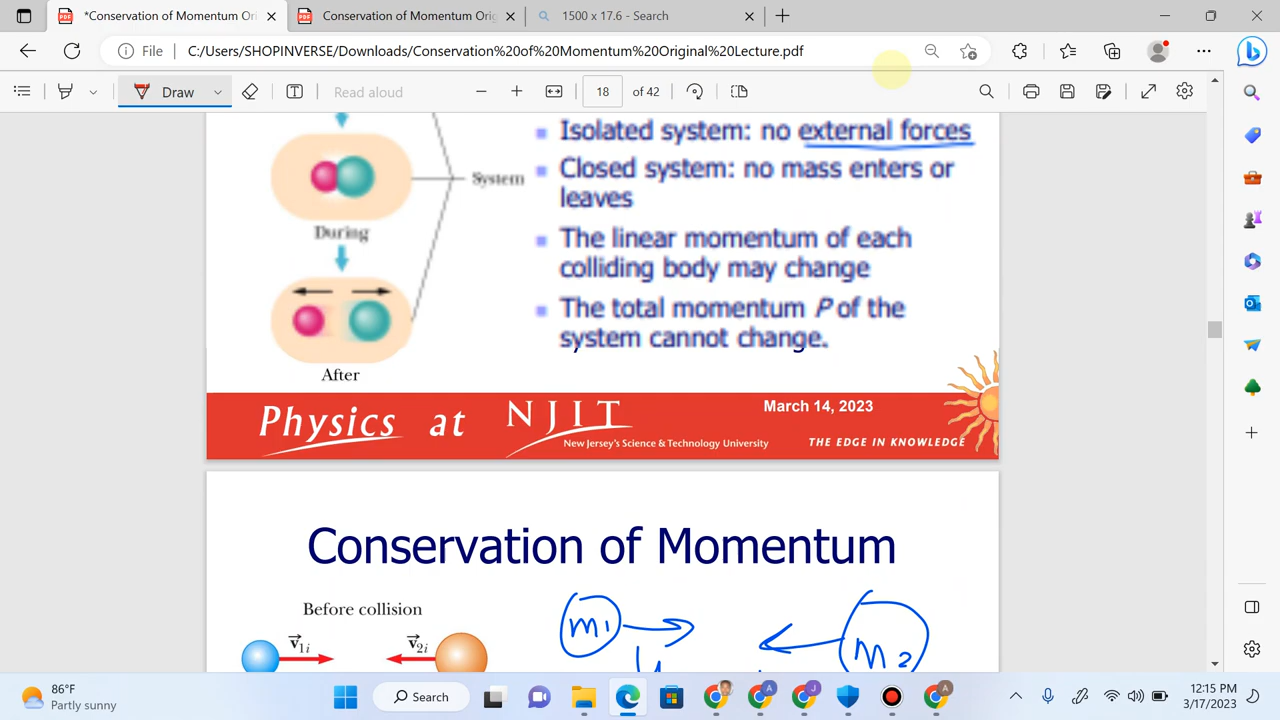 *Conservation of Momentum Ori
Conservation of Momentum Orig
1500 x 17.6 - Search
File
C:/Users/SHOPINVERSE/Downloads/Conservation%20of%20Momentum%20Original%20Lecture.pdf
Draw
Read aloud
18
of 42
Isolated system: no external forces
Closed system: no mass enters or
leaves
The linear momentum of each
colliding body may change
The total momentum P of the
system cannot change.
System
During
After
Physics at NJIT
New Jersey's Science & Technology University
March 14, 2023
THE EDGE IN KNOWLEDGE
Conservation of Momentum
Before collision
v1i
v2i
m1
m2
86°F
Partly sunny
Search
12:15 PM
3/17/2023